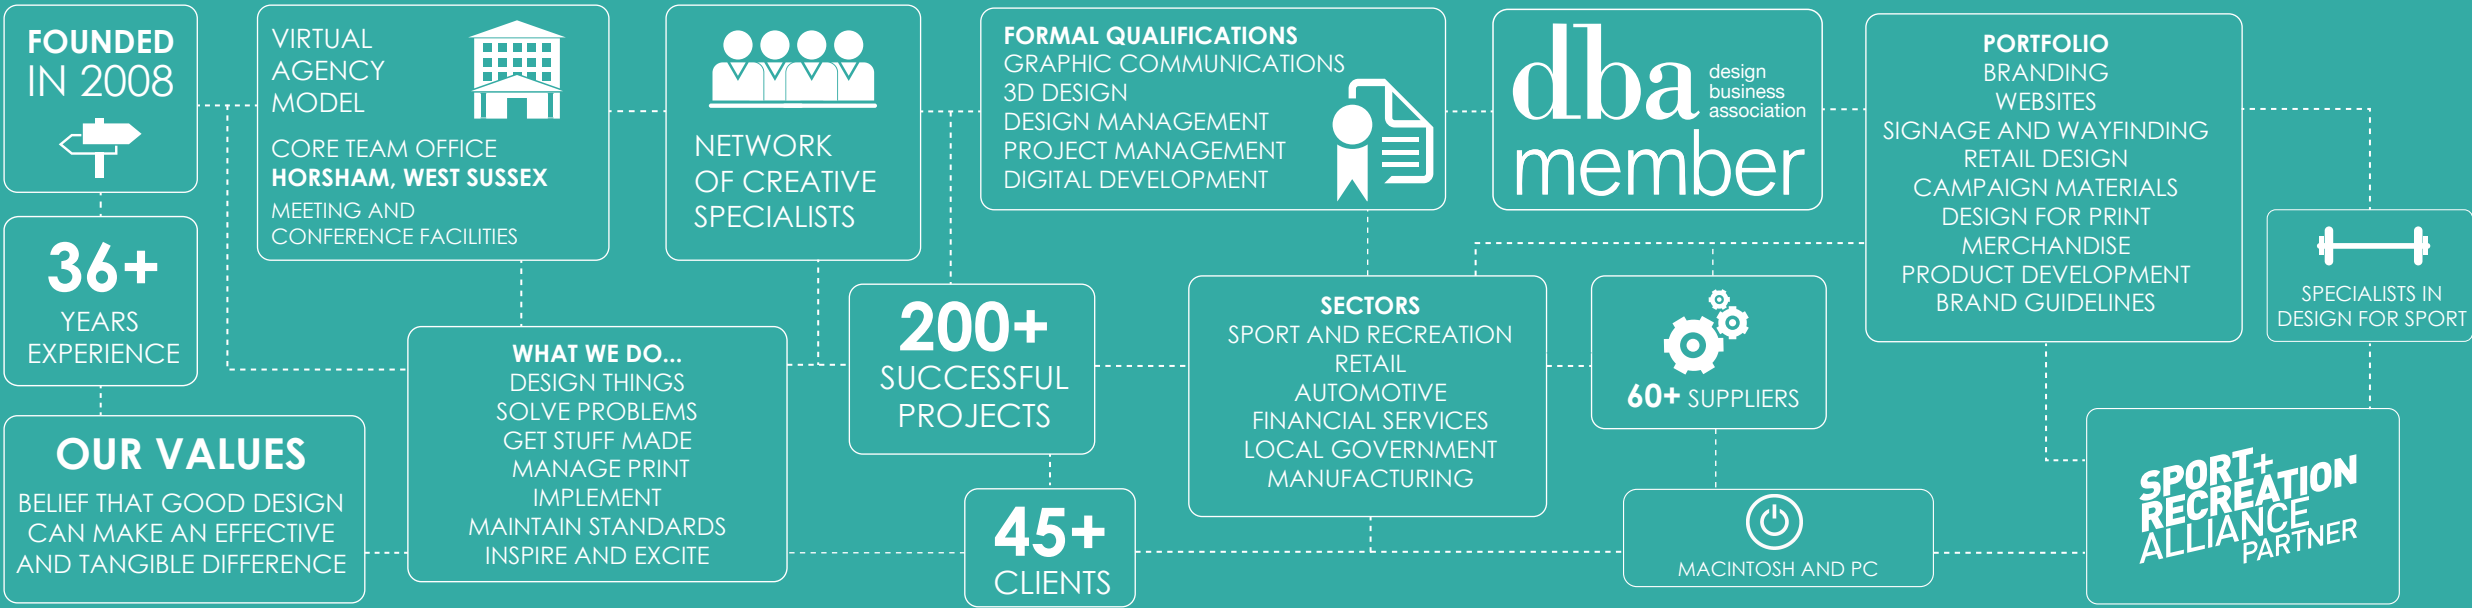 FOUNDED
IN 2008
36+
YEARS
EXPERIENCE
OUR VALUES
BELIEF THAT GOOD DESIGN
CAN MAKE AN EFFECTIVE
AND TANGIBLE DIFFERENCE
VIRTUAL
AGENCY
MODEL
CORE TEAM OFFICE
HORSHAM, WEST SUSSEX
MEETING AND
CONFERENCE FACILITIES
WHAT WE DO...
DESIGN THINGS
SOLVE PROBLEMS
GET STUFF MADE
MANAGE PRINT
IMPLEMENT
MAINTAIN STANDARDS
INSPIRE AND EXCITE
NETWORK
OF CREATIVE
SPECIALISTS
200+
SUCCESSFUL
PROJECTS
45+
CLIENTS
FORMAL QUALIFICATIONS
GRAPHIC COMMUNICATIONS
3D DESIGN
DESIGN MANAGEMENT
PROJECT MANAGEMENT
DIGITAL DEVELOPMENT
SECTORS
SPORT AND RECREATION
RETAIL
AUTOMOTIVE
FINANCIAL SERVICES
LOCAL GOVERNMENT
MANUFACTURING
dba
design
business
association
member
60+ SUPPLIERS
MACINTOSH AND PC
PORTFOLIO
BRANDING
WEBSITES
SIGNAGE AND WAYFINDING
RETAIL DESIGN
CAMPAIGN MATERIALS
DESIGN FOR PRINT
MERCHANDISE
PRODUCT DEVELOPMENT
BRAND GUIDELINES
SPECIALISTS IN
DESIGN FOR SPORT
SPORT+
RECREATION
ALLIANCE
PARTNER